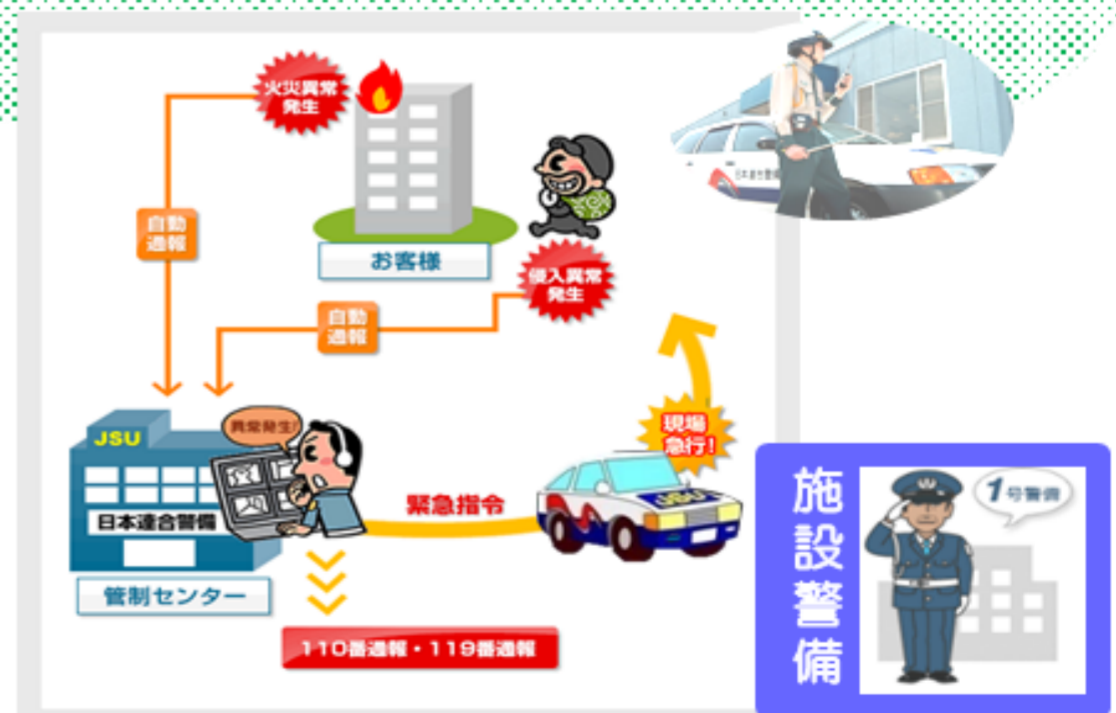 火災異常
発生
自動
通報
お客様
侵入異常
発生
自動
通報
現場
急行!
JSU
異常発生!
日本連合警備
緊急指令
JSU
管制センター
110番通報・119番通報
施設警備
1号警備